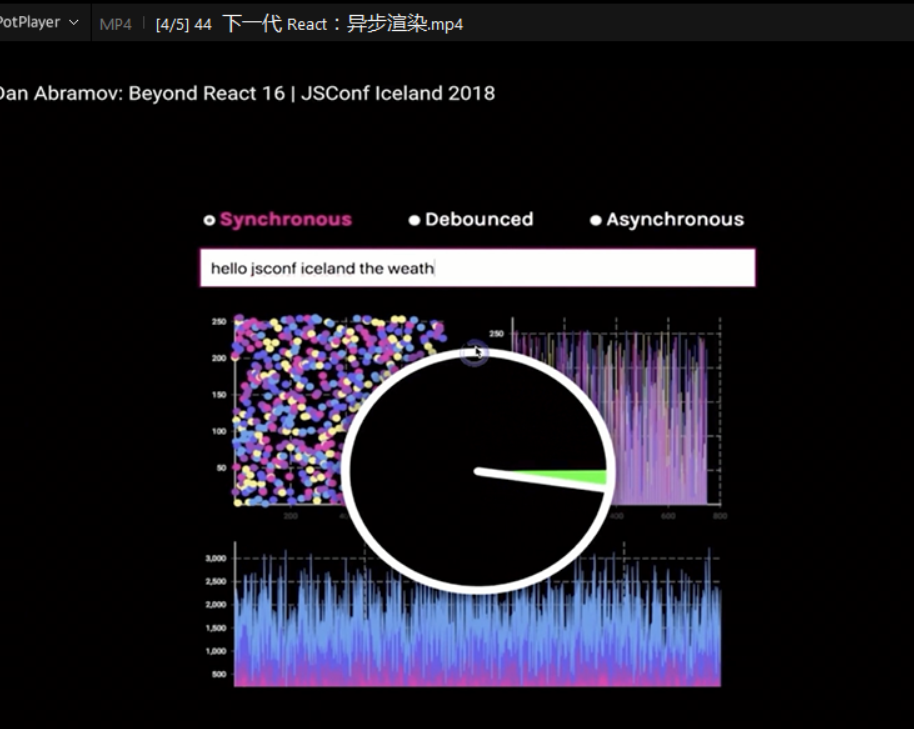 PotPlayer MP4 [4/5] 44 下一代 React：异步渲染.mp4
Dan Abramov: Beyond React 16 | JSConf Iceland 2018
Synchronous Debounced Asynchronous
hello jsconf iceland the weath
250
200
150
100
50
200
250
400 600 800
3,000
2,500
2,000
1,500
1,000
500